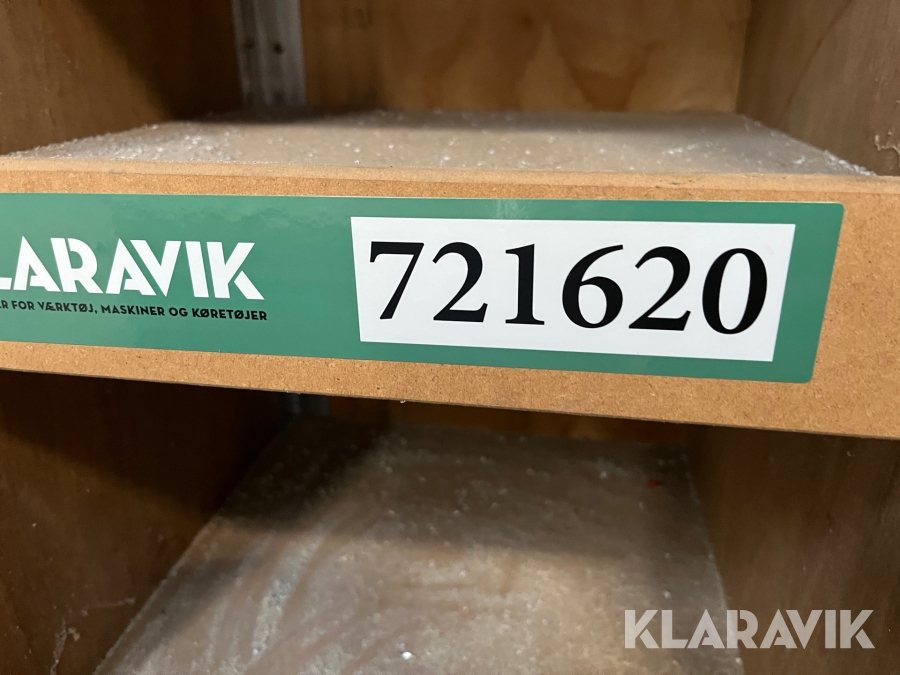 LARAVIK
R FOR VÆRKTØJ, MASKINER OG KØRETØJER
721620
KLARAVIK